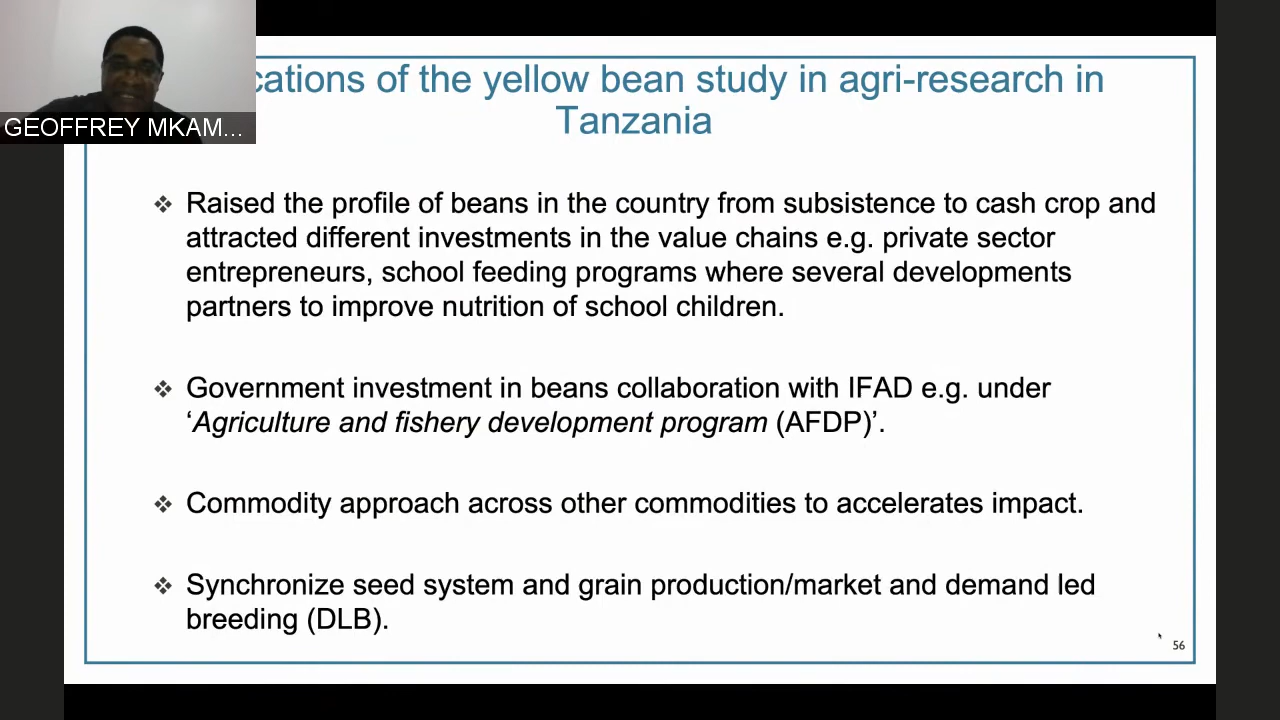 GEOFFREY MKAM...
cations of the yellow bean study in agri-research in
Tanzania
❖ Raised the profile of beans in the country from subsistence to cash crop and
attracted different investments in the value chains e.g. private sector
entrepreneurs, school feeding programs where several developments
partners to improve nutrition of school children.
❖ Government investment in beans collaboration with IFAD e.g. under
‘Agriculture and fishery development program (AFDP)’.
❖ Commodity approach across other commodities to accelerates impact.
❖ Synchronize seed system and grain production/market and demand led
breeding (DLB).
56